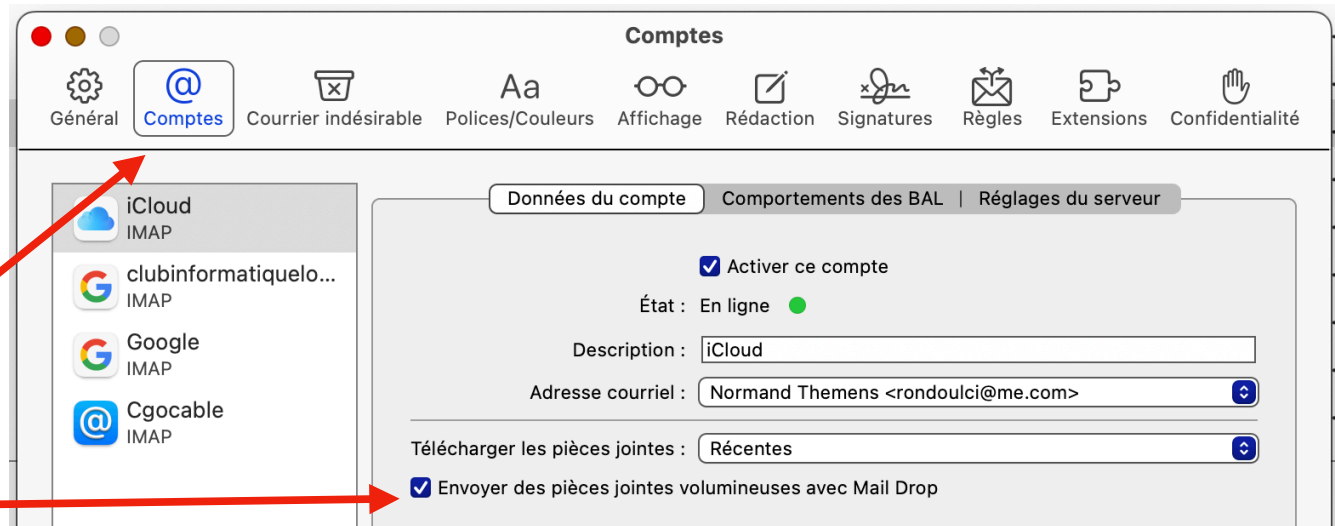 Comptes
Général Comptes Courrier indésirable Polices/Couleurs Affichage Rédaction Signatures Règles Extensions Confidentialité
iCloud
IMAP
clubinformatiquelo...
IMAP
Google
IMAP
Cgocable
IMAP
Données du compte Comportements des BAL | Réglages du serveur
Activer ce compte
État : En ligne
Description : iCloud
Adresse courriel : Normand Themens <rondoulci@me.com>
Télécharger les pièces jointes : Récentes
Envoyer des pièces jointes volumineuses avec Mail Drop